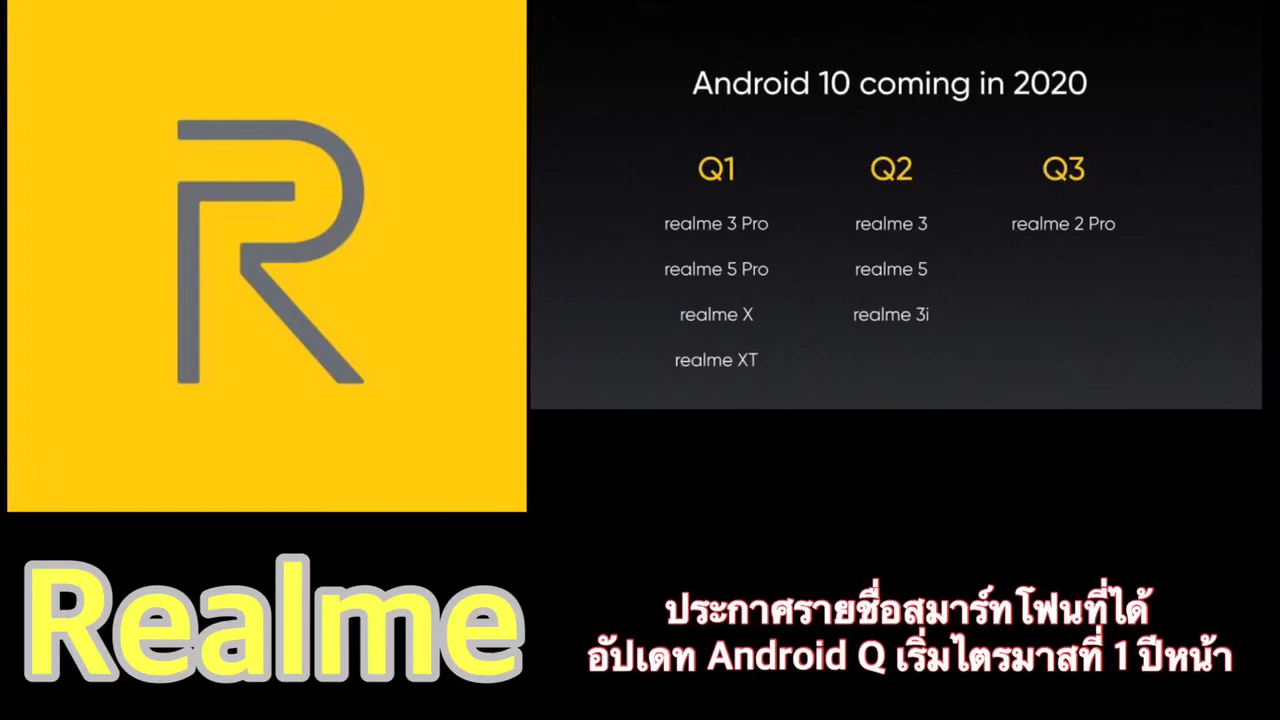 Android 10 coming in 2020
Q1 Q2 Q3
realme 3 Pro realme 3 realme 2 Pro
realme 5 Pro realme 5
realme X realme 3i
realme XT
Realme
ประกาศรายชื่อสมาร์ทโฟนที่ได้
อัปเดท Android Q เริ่มไตรมาสที่ 1 ปีหน้า